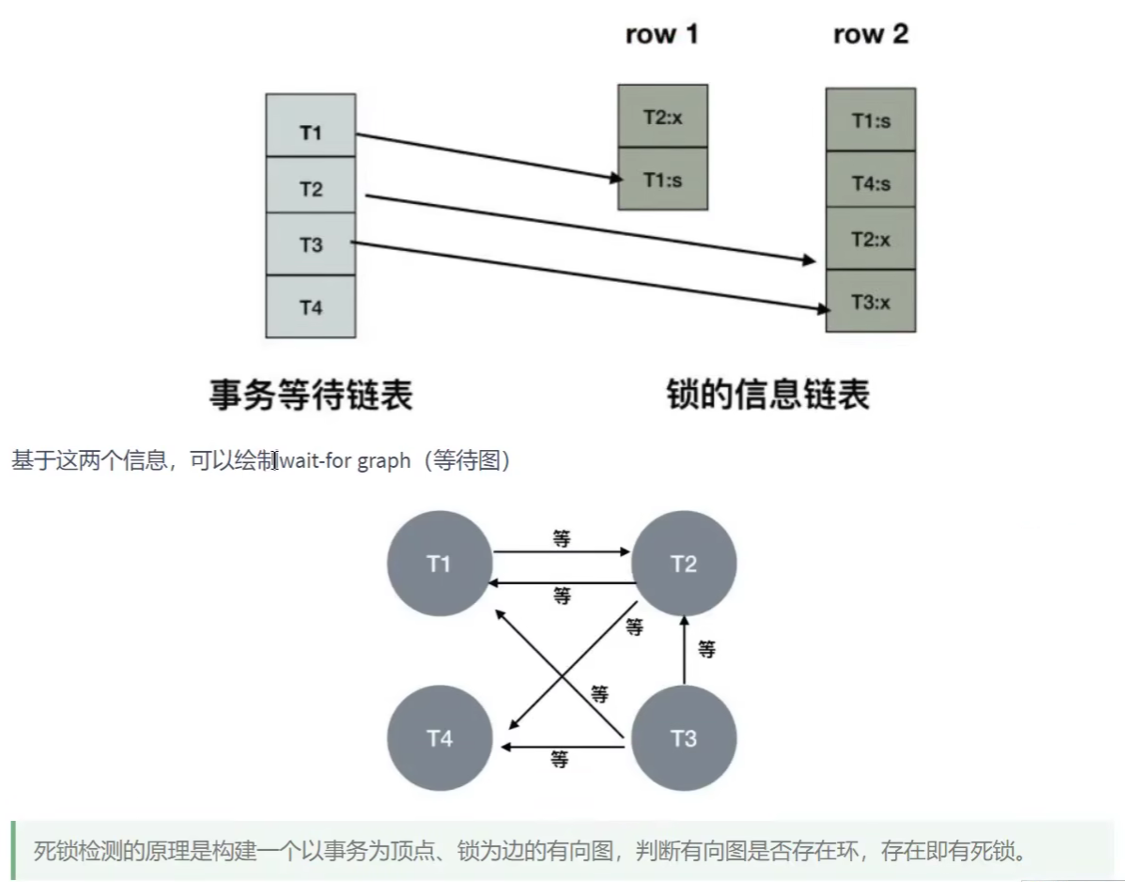 row 1
row 2
T1
T2
T3
T4
T2:x
T1:s
T1:s
T4:s
T2:x
T3:x
事务等待链表
锁的信息链表
基于这两个信息，可以绘制wait-for graph（等待图）
T1
等
T2
等
等
等
等
T4
等
T3
死锁检测的原理是构建一个以事务为顶点、锁为边的有向图，判断有向图是否存在环，存在即有死锁。